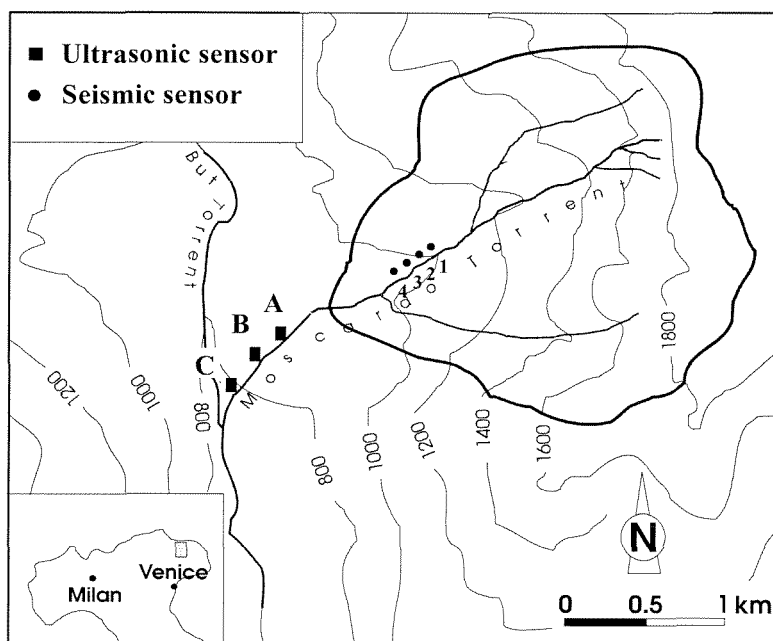 Ultrasonic sensor
Seismic sensor
But Torrent
Moscardo Torrent
1
2
3
4
A
B
C
1200
1000
800
800
1000
1200
1400
1600
1800
N
Milan
Venice
0 0.5 1 km